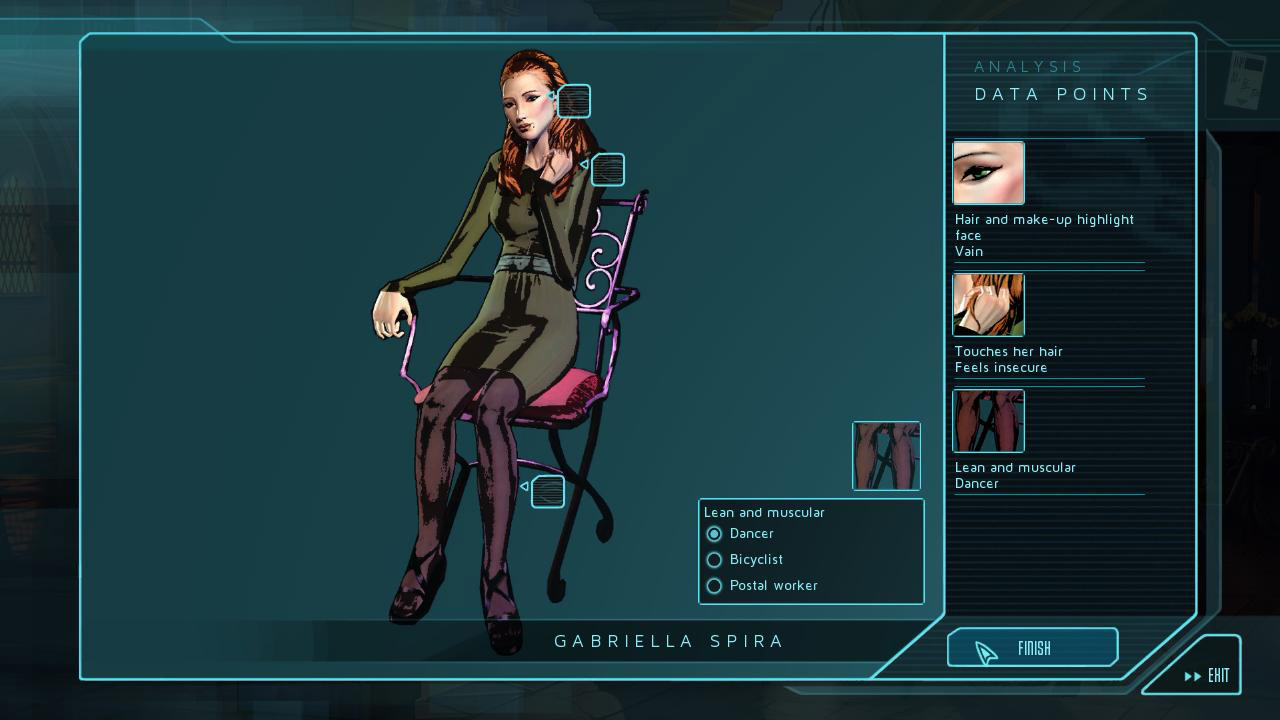 ANALYSIS
DATA POINTS
Hair and make-up highlight
face
Vain
Touches her hair
Feels insecure
Lean and muscular
Dancer
Lean and muscular
Dancer
Bicyclist
Postal worker
GABRIELLA SPIRA
FINISH
EXIT